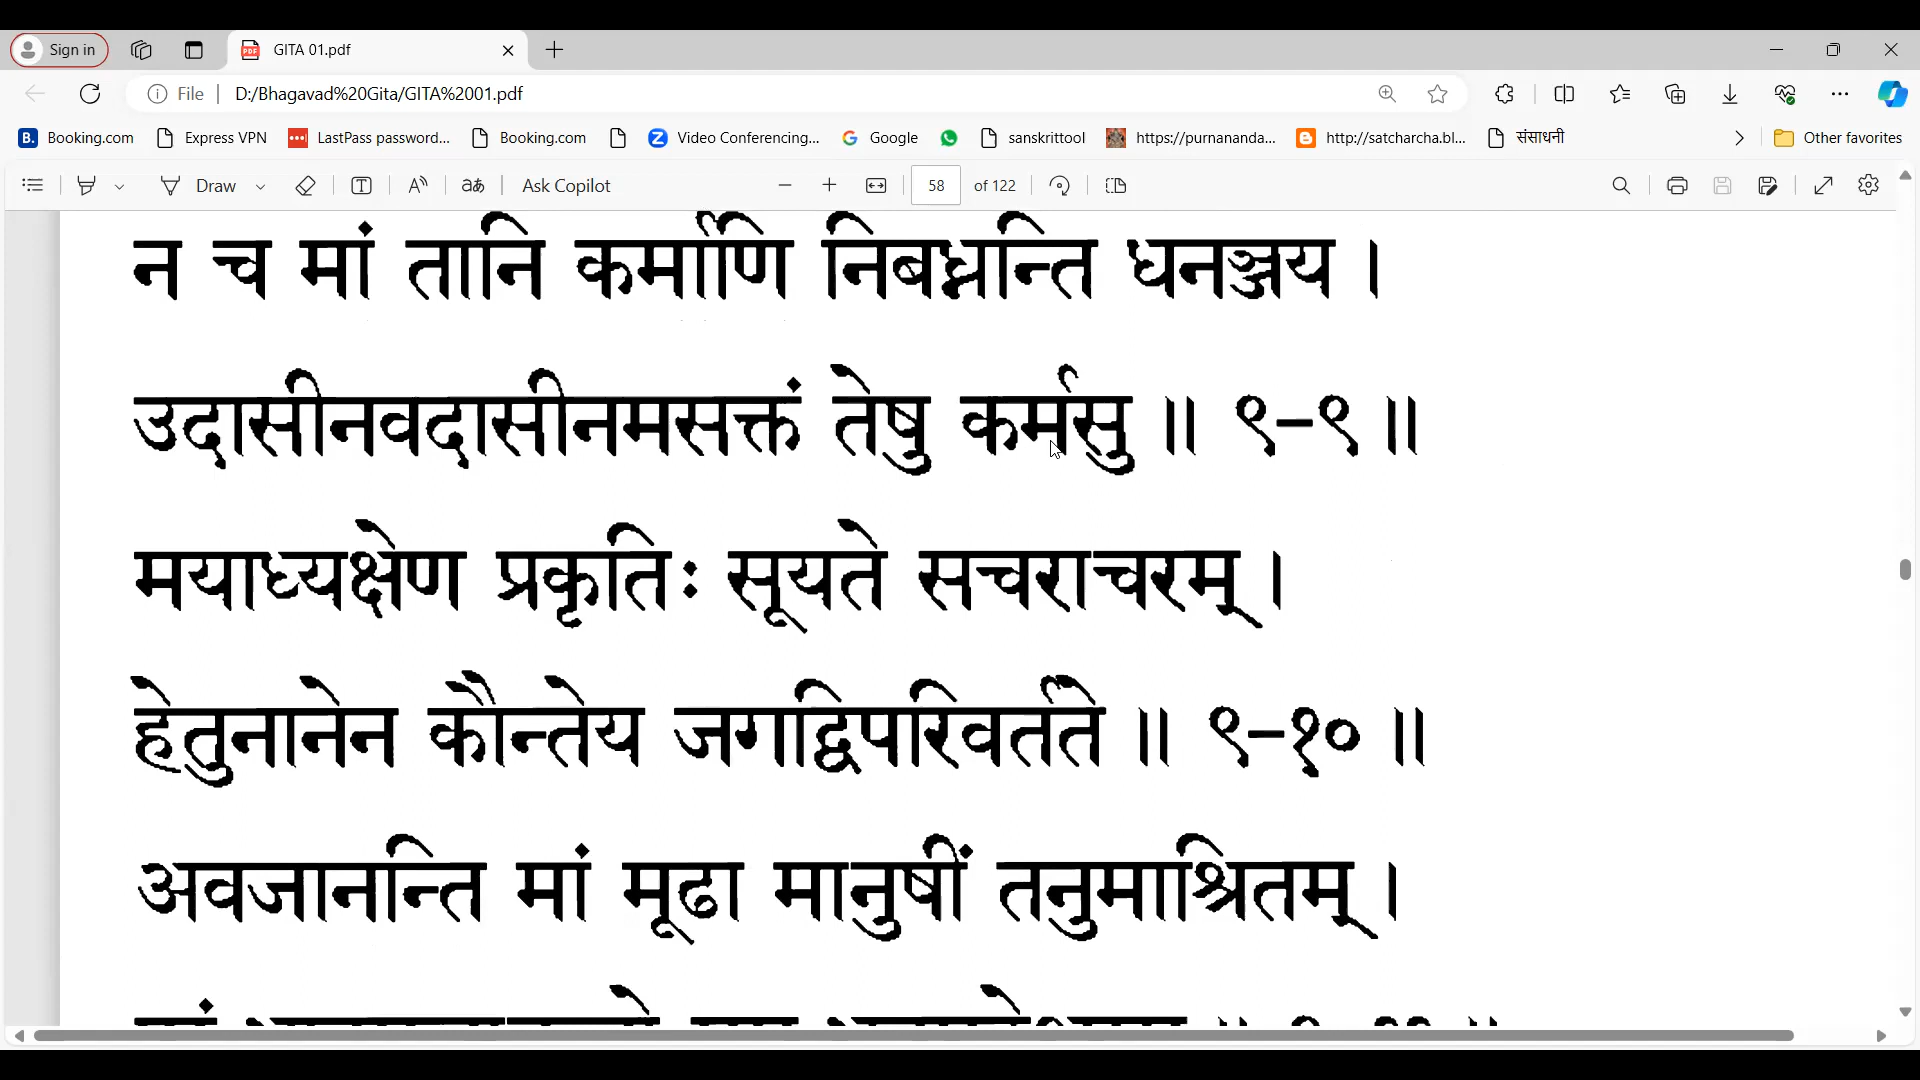 Sign in
GITA 01.pdf
File
D:/Bhagavad%20Gita/GITA%2001.pdf
Booking.com
Express VPN
LastPass password...
Booking.com
Video Conferencing...
Google
sanskrittool
https://purnananda...
http://satcharcha.bl...
संसाधनी
Other favorites
Draw
Ask Copilot
58
of 122
न च मां तानि कर्माणि निबध्नन्ति धनञ्जय ।
उदासीनवदासीनमसक्तं तेषु कर्मसु ॥ ९-९ ॥
मयाध्यक्षेण प्रकृतिः सूयते सचराचरम् ।
हेतुनानेन कौन्तेय जगद्विपरिवर्तते ॥ ९-१० ॥
अवजानन्ति मां मूढा मानुषीं तनुमाश्रितम् ।